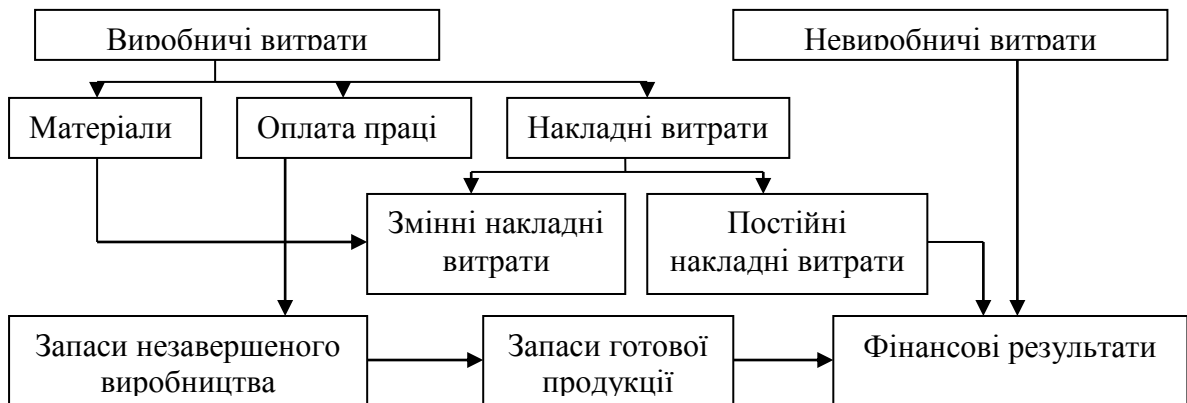 Виробничі витрати
Невиробничі витрати
Матеріали
Оплата праці
Накладні витрати
Змінні накладні
витрати
Постійні
накладні витрати
Запаси незавершеного
виробництва
Запаси готової
продукції
Фінансові результати